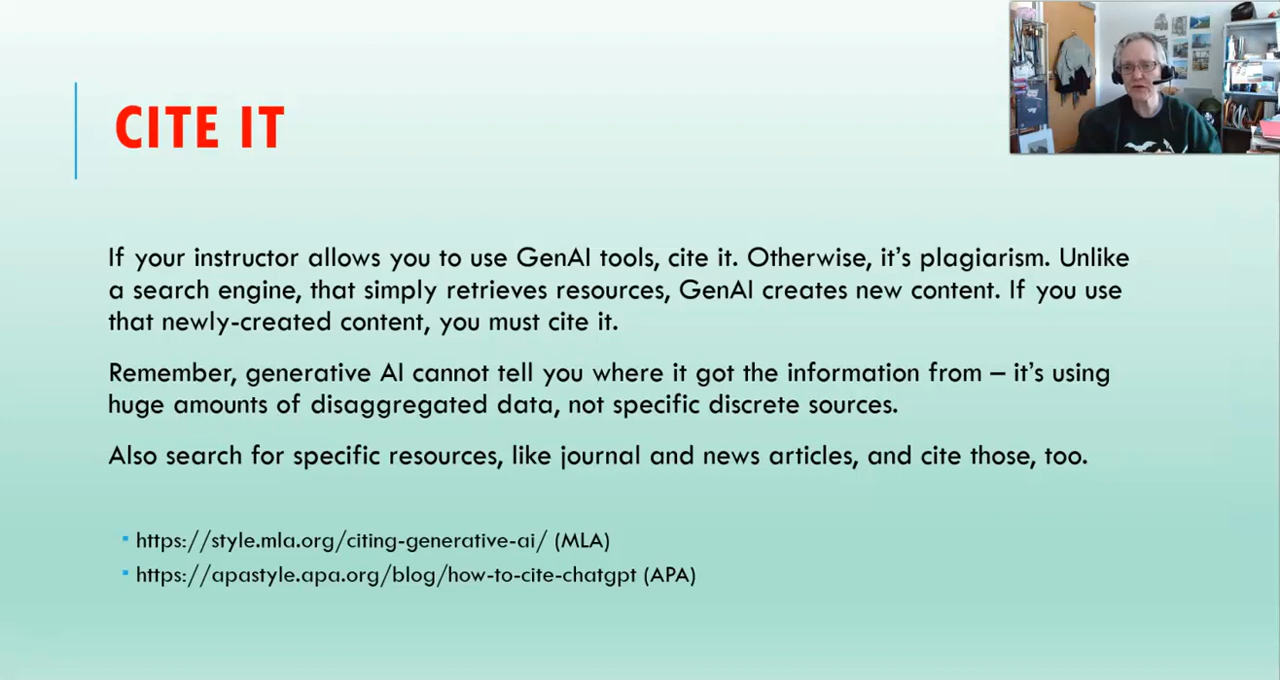 CITE IT
If your instructor allows you to use GenAI tools, cite it. Otherwise, it's plagiarism. Unlike
a search engine, that simply retrieves resources, GenAI creates new content. If you use
that newly-created content, you must cite it.
Remember, generative AI cannot tell you where it got the information from – it's using
huge amounts of disaggregated data, not specific discrete sources.
Also search for specific resources, like journal and news articles, and cite those, too.
▪ https://style.mla.org/citing-generative-ai/ (MLA)
▪ https://apastyle.apa.org/blog/how-to-cite-chatgpt (APA)